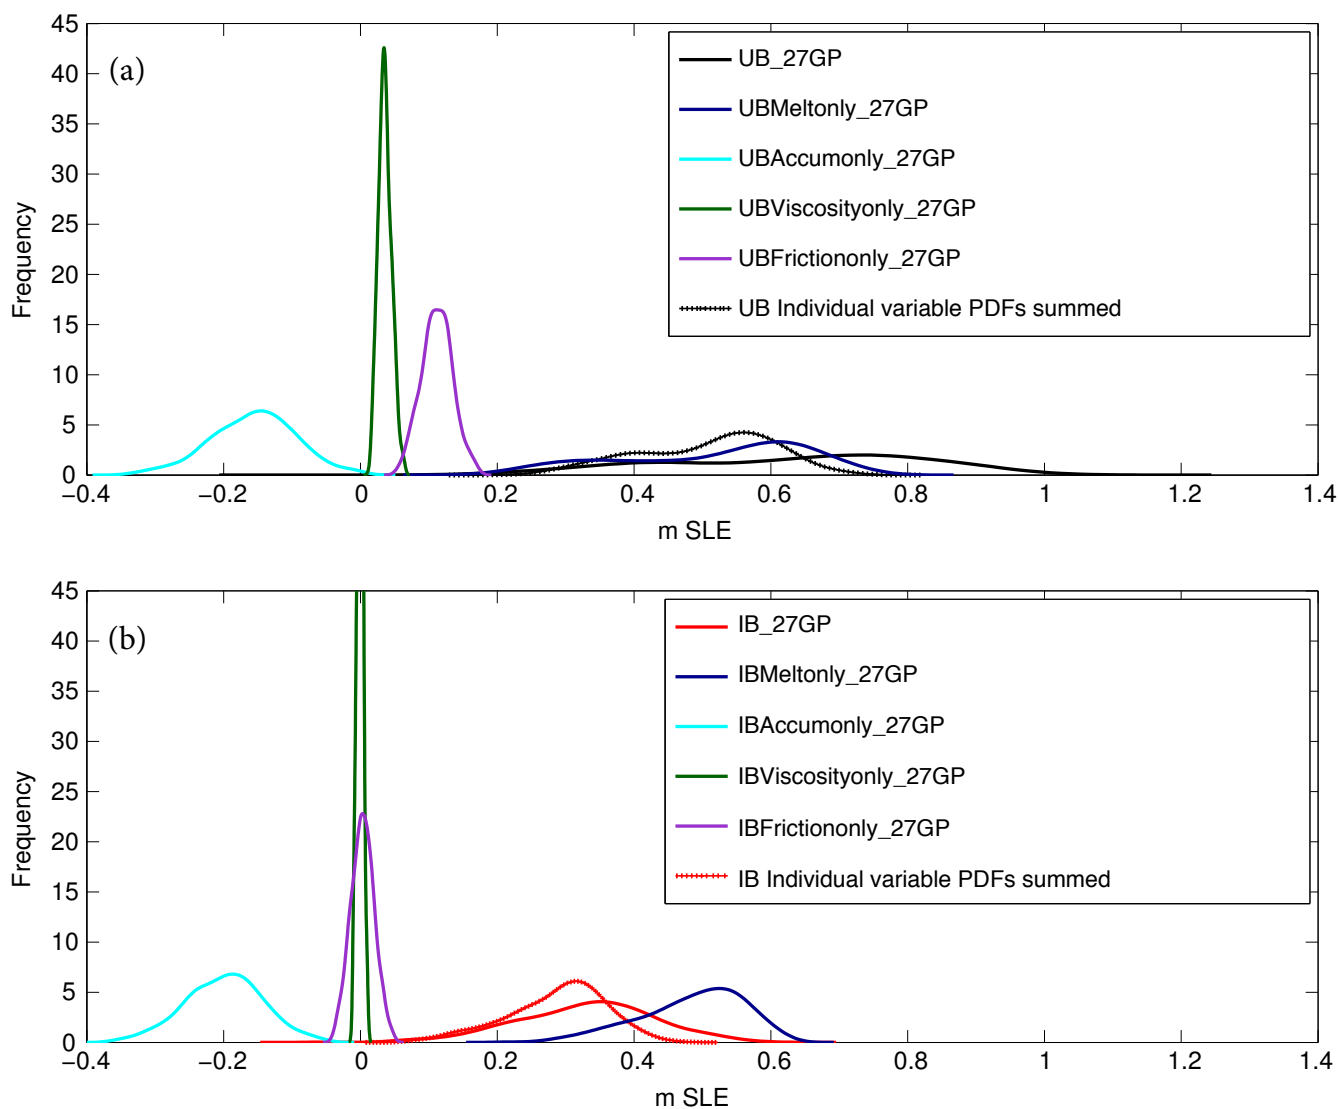 45
40
35
30
25
20
15
10
5
0
Frequency
(a)
UB_27GP
UBMeltonly_27GP
UBAccumonly_27GP
UBViscosityonly_27GP
UBFrictiononly_27GP
UB Individual variable PDFs summed
−0.4 −0.2 0 0.2 0.4 0.6 0.8 1 1.2 1.4
m SLE
45
40
35
30
25
20
15
10
5
0
Frequency
(b)
IB_27GP
IBMeltonly_27GP
IBAccumonly_27GP
IBViscosityonly_27GP
IBFrictiononly_27GP
IB Individual variable PDFs summed
−0.4 −0.2 0 0.2 0.4 0.6 0.8 1 1.2 1.4
m SLE